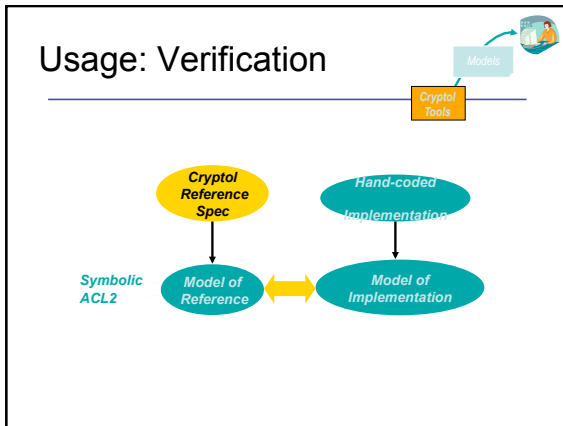 Usage: Verification
Models
Cryptol
Tools
Cryptol
Reference
Spec
Hand-coded
Implementation
Symbolic
ACL2
Model of
Reference
Model of
Implementation